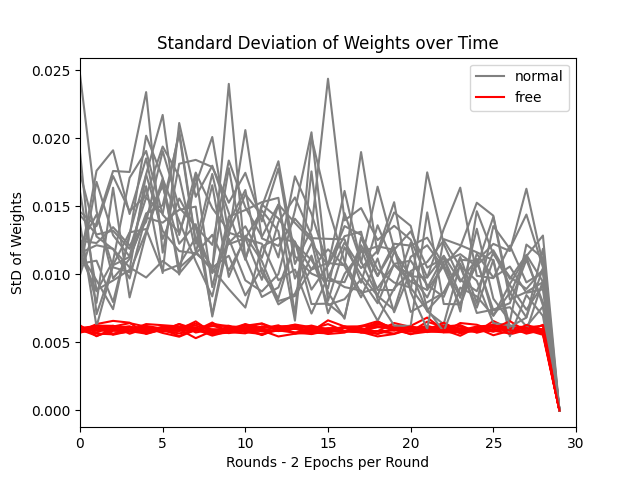 Standard Deviation of Weights over Time
StD of Weights
0.025
0.020
0.015
0.010
0.005
0.000
normal
free
0 5 10 15 20 25 30
Rounds - 2 Epochs per Round